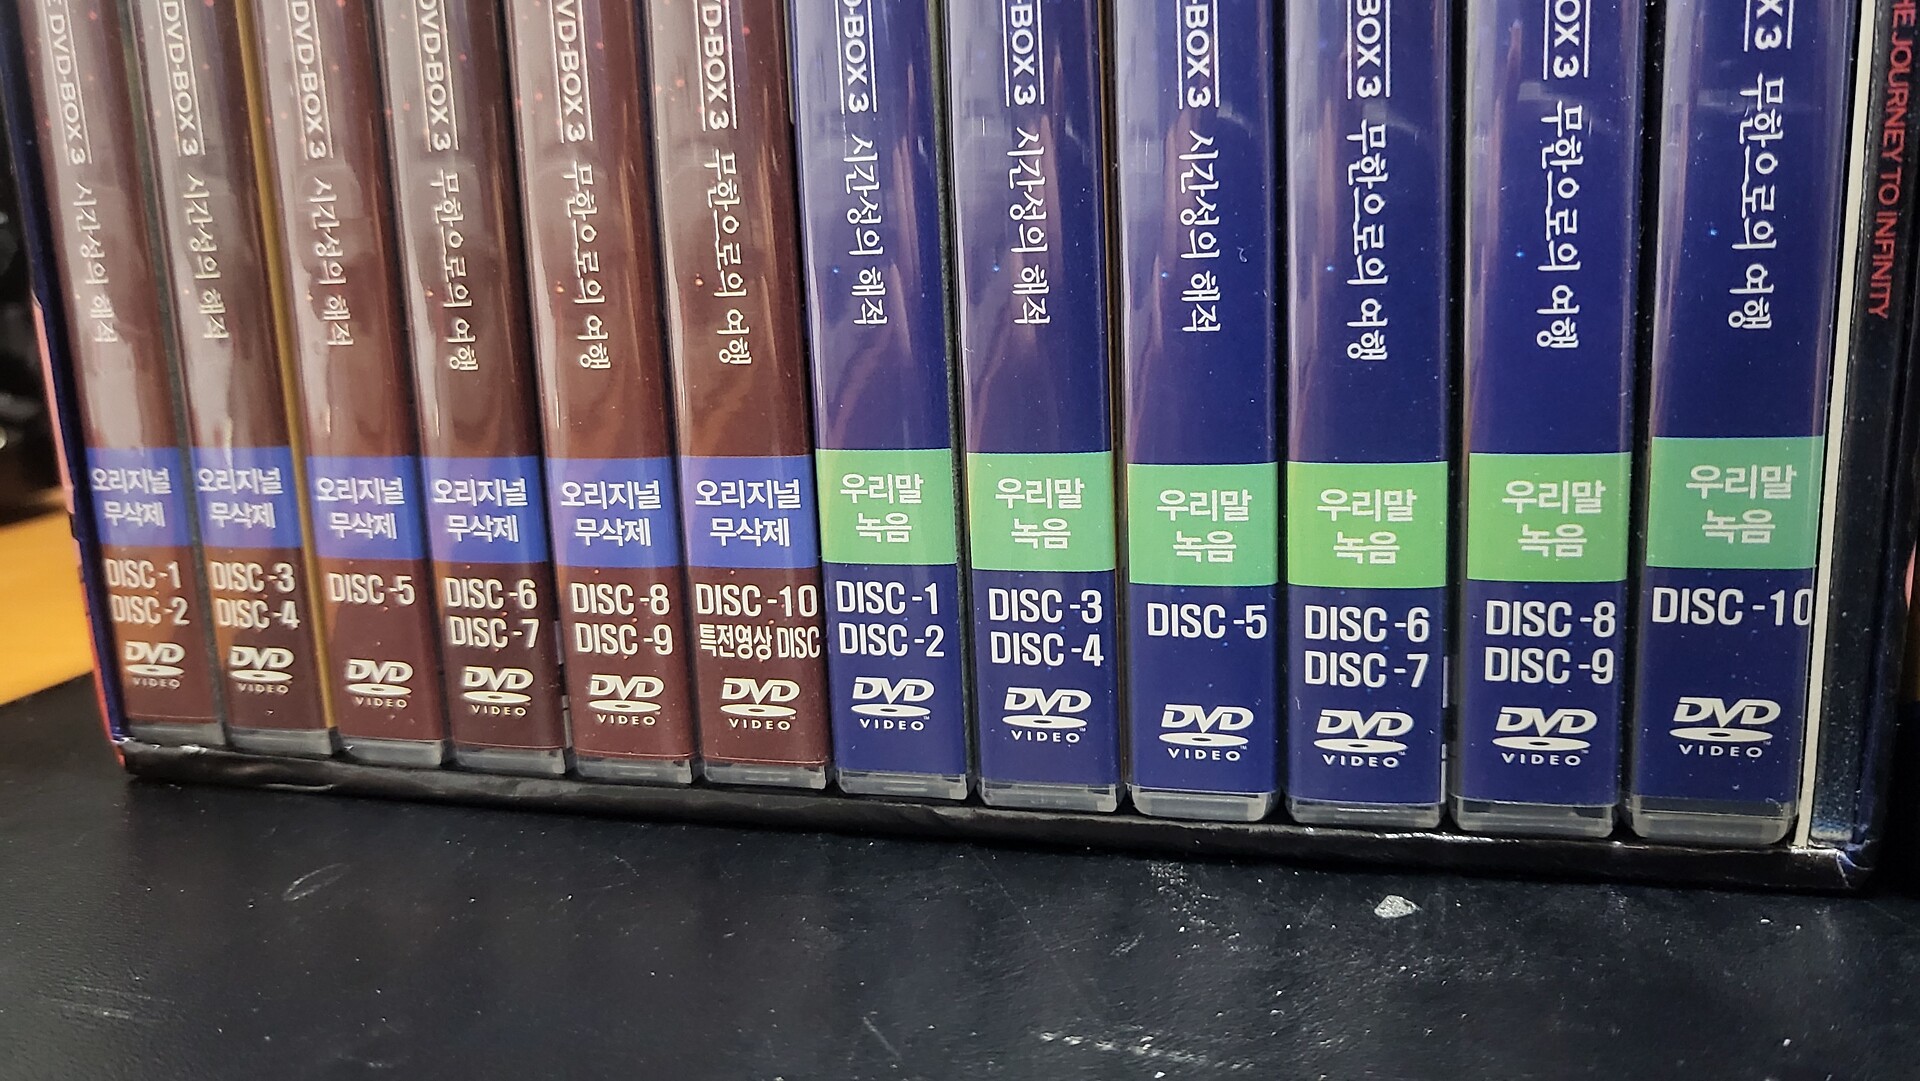 DVD-BOX 3 시간성의 해적
오리지널
무삭제
DISC-1
DISC-2
DVD
VIDEO
DVD-BOX 3 시간성의 해적
오리지널
무삭제
DISC-3
DISC-4
DVD
VIDEO
DVD-BOX 3 시간성의 해적
오리지널
무삭제
DISC-5
DVD
VIDEO
DVD-BOX 3 무한으로의 여행
오리지널
무삭제
DISC-6
DISC-7
DVD
VIDEO
VD-BOX 3 무한으로의 여행
오리지널
무삭제
DISC-8
DISC-9
DVD
VIDEO
VD-BOX 3 무한으로의 여행
오리지널
무삭제
DISC-10
특전영상 DISC
DVD
VIDEO
D-BOX 3 시간성의 해적
우리말
녹음
DISC-1
DISC-2
DVD
VIDEO
-BOX 3 시간성의 해적
우리말
녹음
DISC-3
DISC-4
DVD
VIDEO
-BOX 3 시간성의 해적
우리말
녹음
DISC-5
DVD
VIDEO
BOX 3 무한으로의 여행
우리말
녹음
DISC-6
DISC-7
DVD
VIDEO
OX 3 무한으로의 여행
우리말
녹음
DISC-8
DISC-9
DVD
VIDEO
X 3 무한으로의 여행
우리말
녹음
DISC-10
DVD
VIDEO
HE JOURNEY TO INFINITY